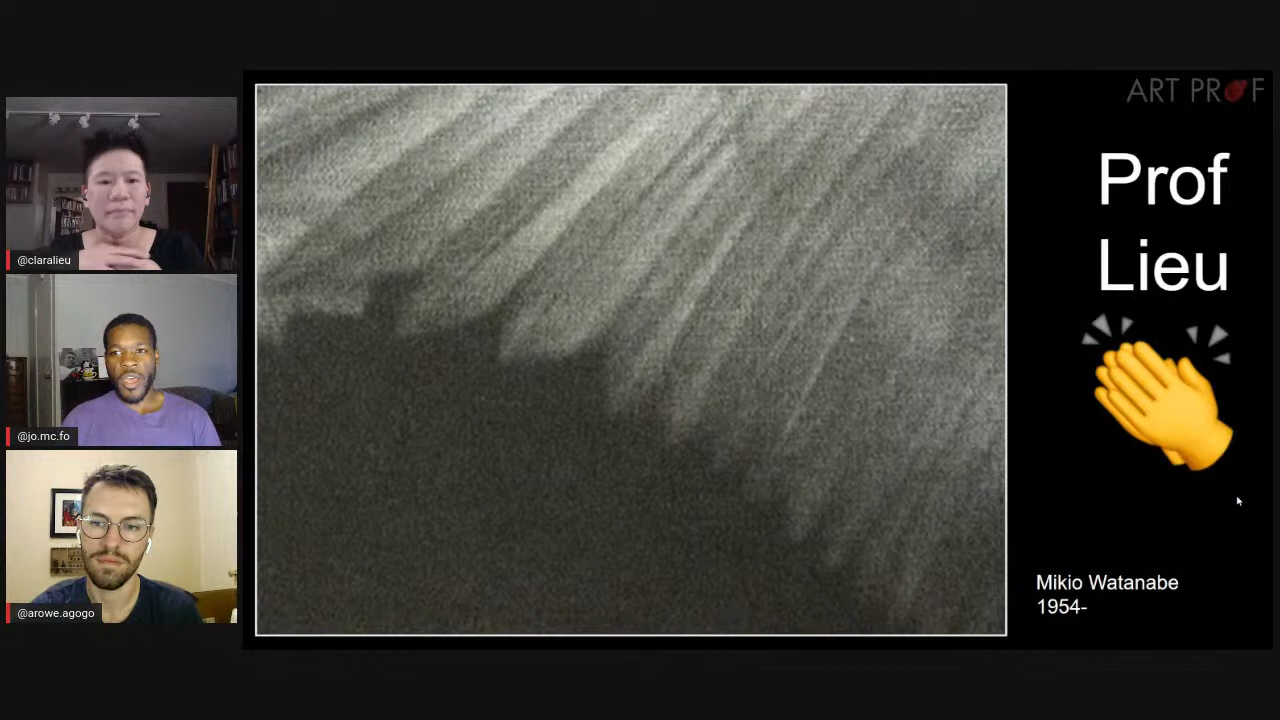 @claralieu
@jo.mc.fo
@arowe.agogo
ART PROF
Prof
Lieu
Mikio Watanabe
1954-